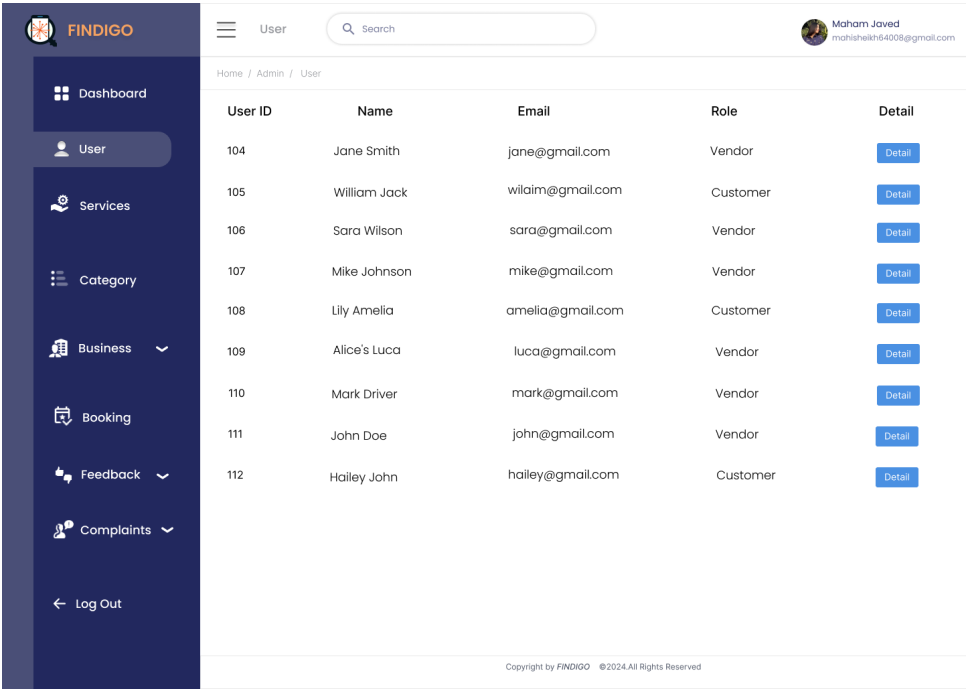 FINDIGO
User
Search
Maham Javed
mahisheikh64008@gmail.com
Home / Admin / User
Dashboard
User
Services
Category
Business
Booking
Feedback
Complaints
Log Out
User ID Name Email Role Detail
104 Jane Smith jane@gmail.com Vendor Detail
105 William Jack wilaim@gmail.com Customer Detail
106 Sara Wilson sara@gmail.com Vendor Detail
107 Mike Johnson mike@gmail.com Vendor Detail
108 Lily Amelia amelia@gmail.com Customer Detail
109 Alice's Luca luca@gmail.com Vendor Detail
110 Mark Driver mark@gmail.com Vendor Detail
111 John Doe john@gmail.com Vendor Detail
112 Hailey John hailey@gmail.com Customer Detail
Copyright by FINDIGO ©2024.All Rights Reserved